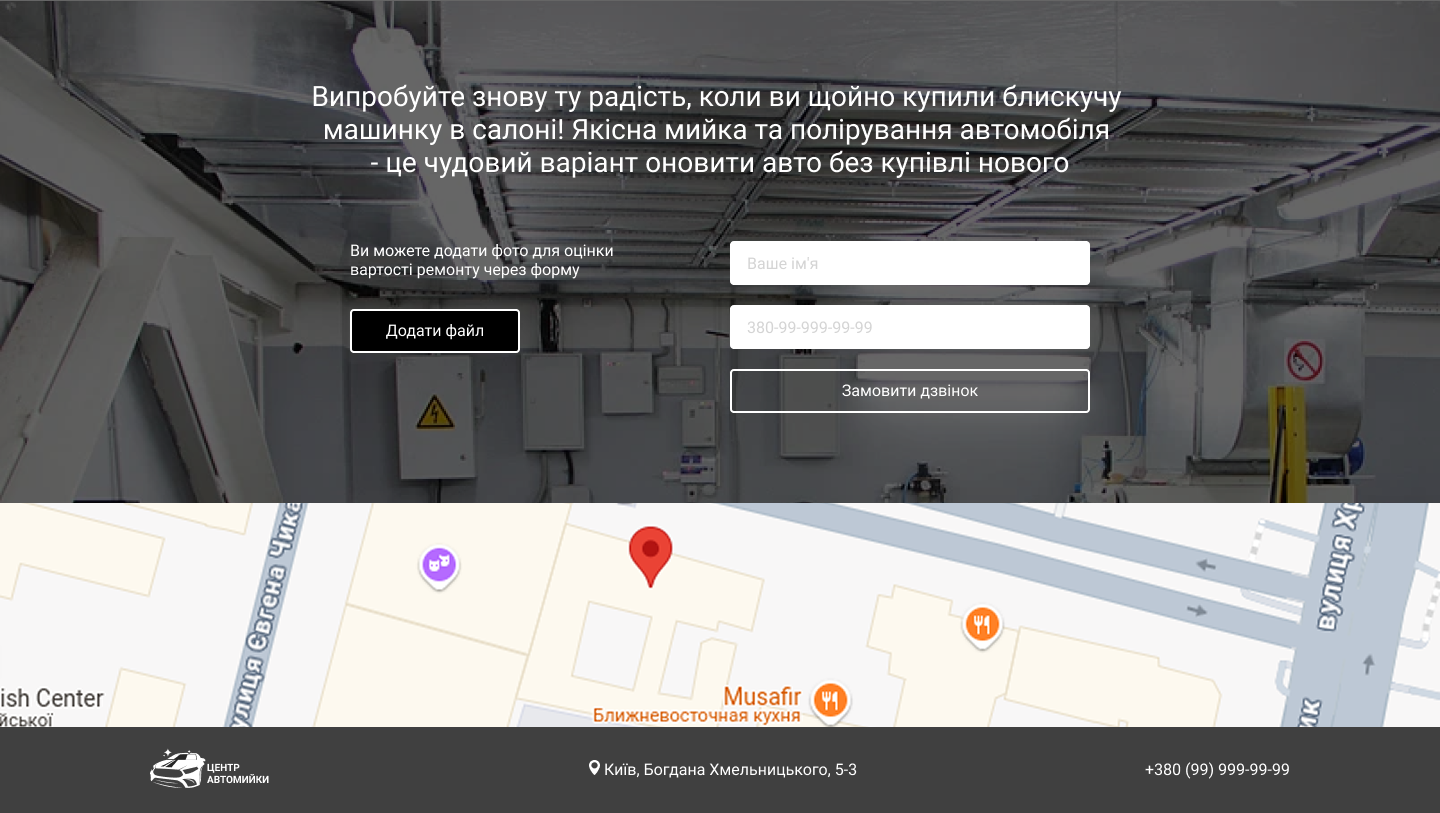 Випробуйте знову ту радість, коли ви щойно купили блискучу
машинку в салоні! Якісна мийка та полірування автомобіля
- це чудовий варіант оновити авто без купівлі нового
Ви можете додати фото для оцінки
вартості ремонту через форму
Додати файл
Ваше ім'я
380-99-999-99-99
Замовити дзвінок
улиця Євгена Чика
вулиця Хр
ish Center
йської
Musafir
Ближневосточная кухня
ик
ЦЕНТР
АВТОМИЙКИ
Київ, Богдана Хмельницького, 5-3
+380 (99) 999-99-99